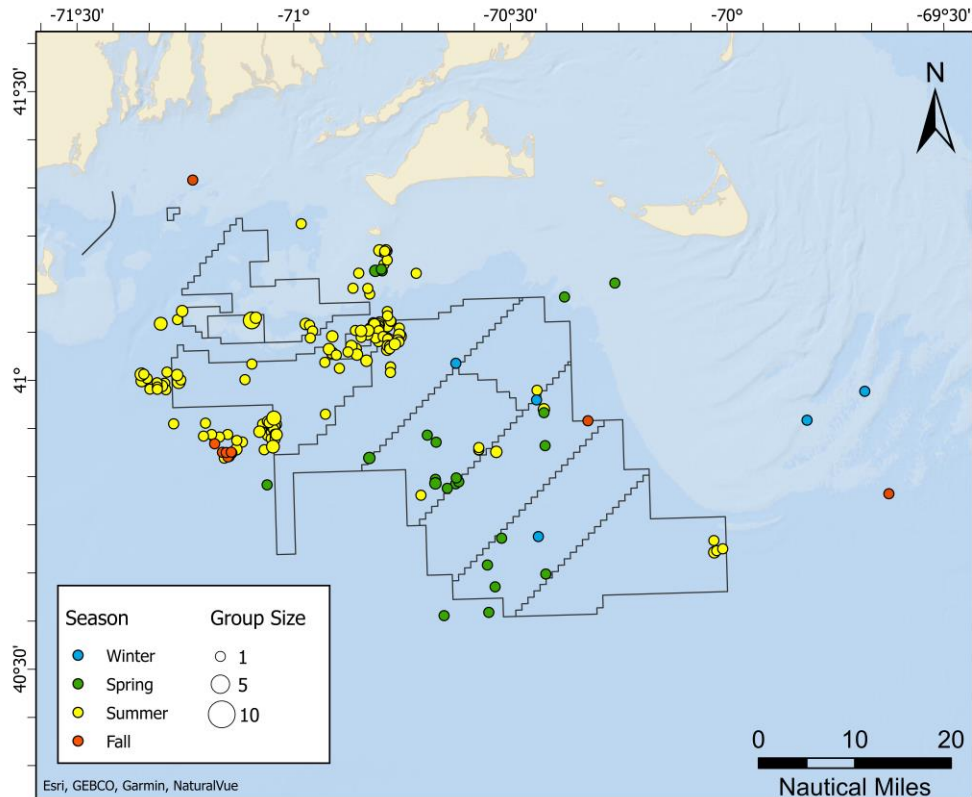 -71°30' -71° -70°30' -70° -69°30'
41°30'
N
41°
40°30'
Season Group Size
Winter 1
Spring 5
Summer 10
Fall
0 10 20
Nautical Miles
Esri, GEBCO, Garmin, NaturalVue